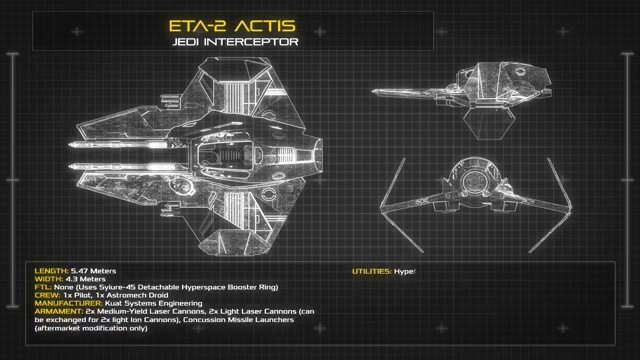 ETA-2 ACTIS
JEDI INTERCEPTOR
LENGTH: 5.47 Meters
WIDTH: 4.3 Meters
FTL: None (Uses Syiure-45 Detachable Hyperspace Booster Ring)
CREW: 1x Pilot, 1x Astromech Droid
MANUFACTURER: Kuat Systems Engineering
ARMAMENT: 2x Medium-Yield Laser Cannons, 2x Light Laser Cannons (can
be exchanged for 2x light Ion Cannons), Concussion Missile Launchers
(aftermarket modification only)
UTILITIES: Hype